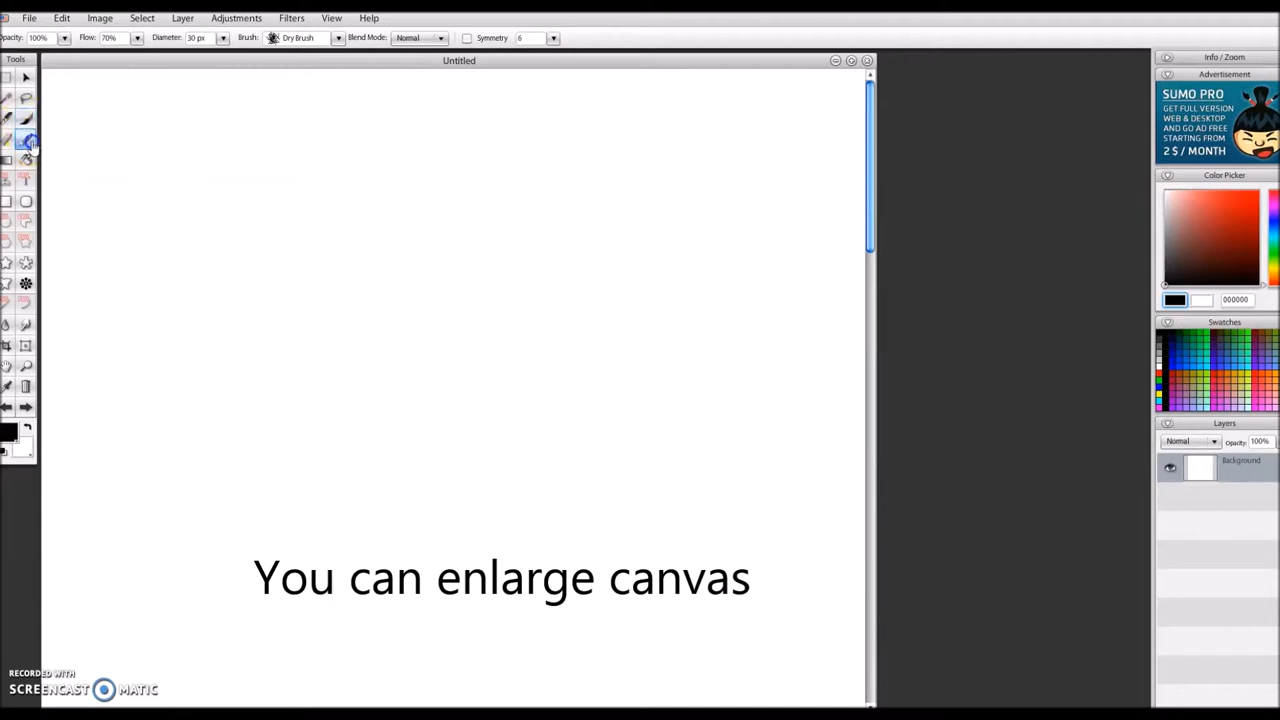 File Edit Image Select Layer Adjustments Filters View Help
Opacity: 100% Flow: 70% Diameter: 30 px Brush: Dry Brush Blend Mode: Normal Symmetry 6
Tools
Untitled
Info / Zoom
Advertisement
SUMO PRO
GET FULL VERSION
WEB & DESKTOP
AND GO AD FREE
STARTING FROM
2 $ / MONTH
Color Picker
000000
Swatches
Layers
Normal Opacity: 100%
Background
You can enlarge canvas
RECORDED WITH
SCREENCAST MATIC